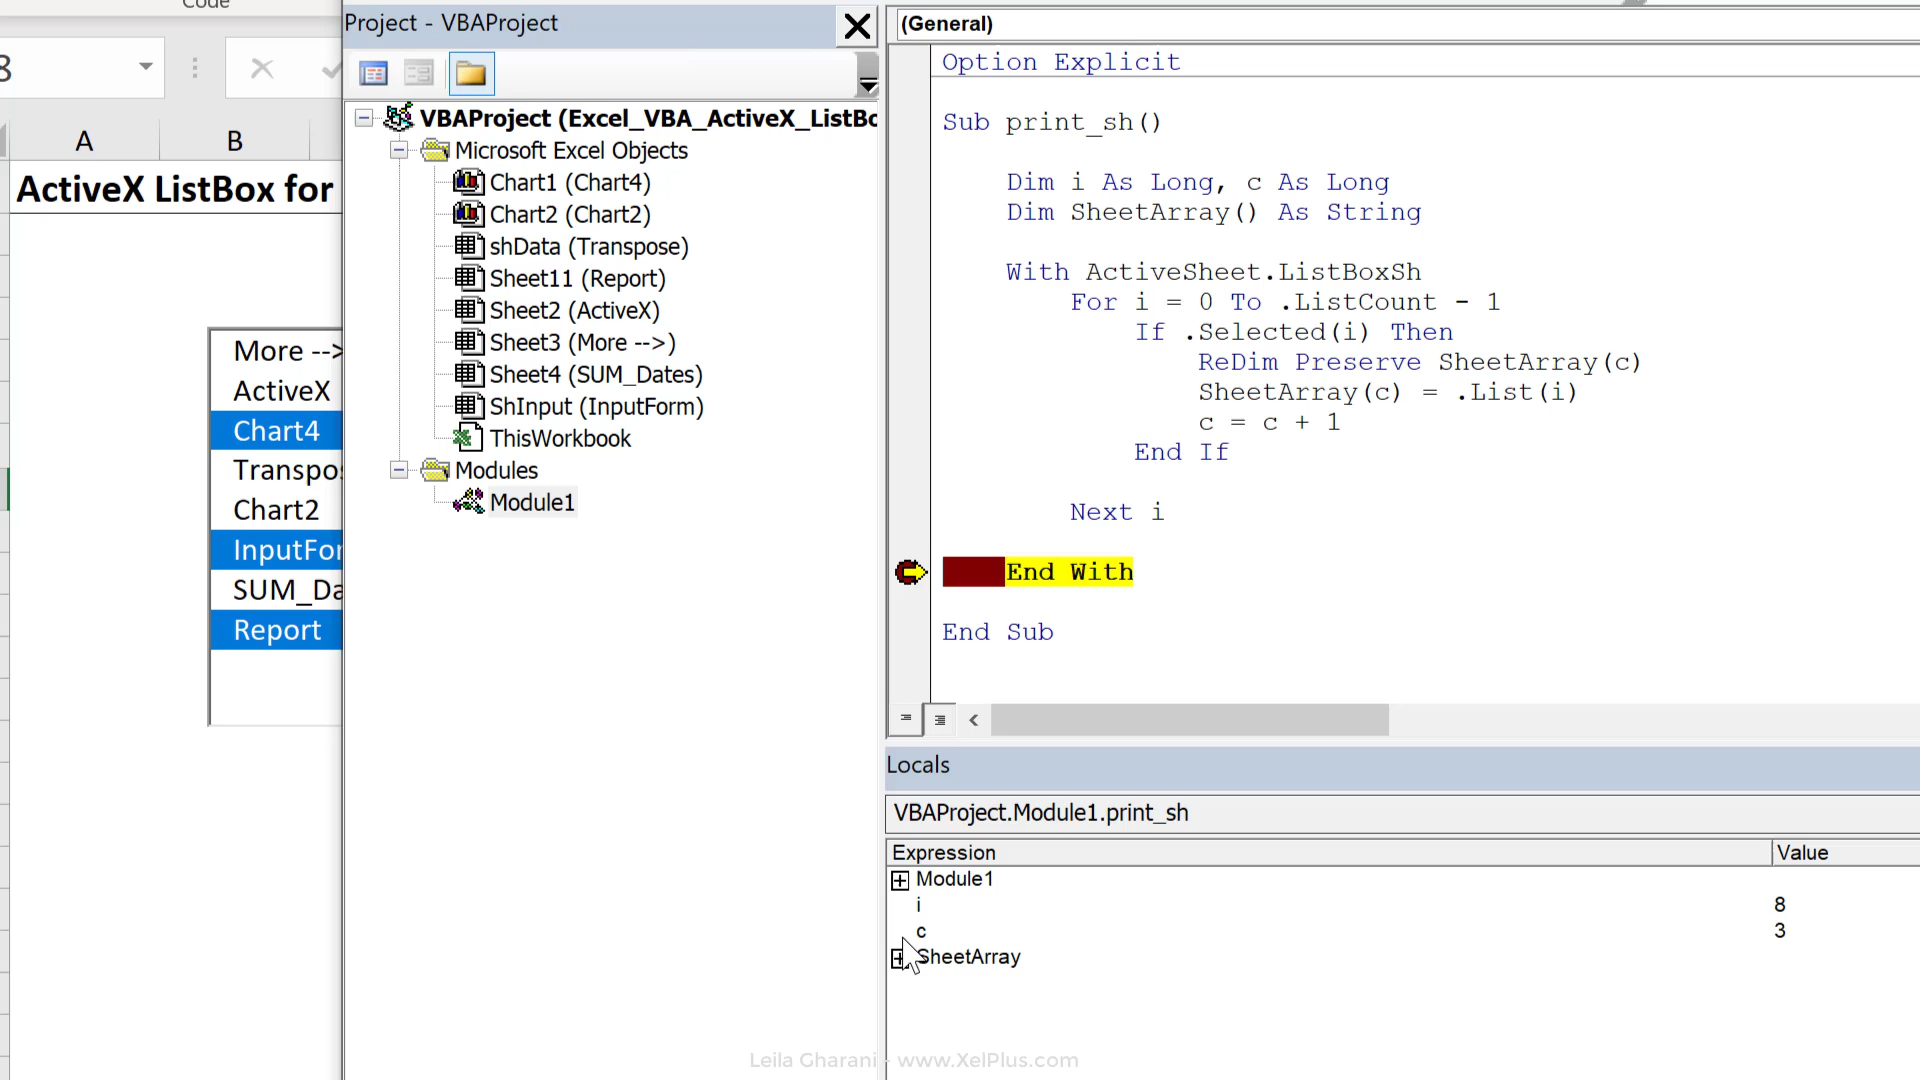 Code
8
A B
ActiveX ListBox for
More -->
ActiveX
Chart4
Chart2
Report
Project - VBAProject
VBAProject (Excel_VBA_ActiveX_ListBo
Microsoft Excel Objects
Chart1 (Chart4)
Chart2 (Chart2)
shData (Transpose)
Sheet11 (Report)
Sheet2 (ActiveX)
Sheet3 (More -->)
Sheet4 (SUM_Dates)
ShInput (InputForm)
ThisWorkbook
Modules
Module1
(General)
Option Explicit
Sub print_sh()
Dim i As Long, c As Long
Dim SheetArray() As String
With ActiveSheet.ListBoxSh
For i = 0 To .ListCount - 1
If .Selected(i) Then
ReDim Preserve SheetArray(c)
SheetArray(c) = .List(i)
c = c + 1
End If
Next i
End With
End Sub
Locals
VBAProject.Module1.print_sh
Expression Value
Module1
i 8
c 3
SheetArray
Leila Gharani - www.XelPlus.com